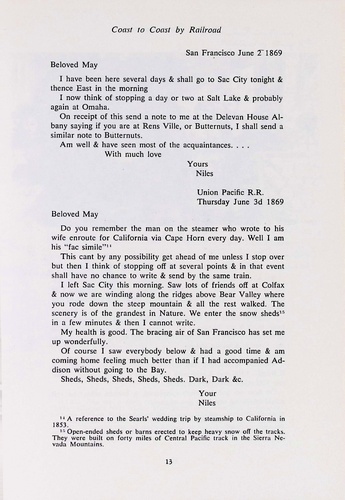 Coast to Coast by Railroad
San Francisco June 2 1869
Beloved May
I have been here several days & shall go to Sac City tonight &
thence East in the morning
I now think of stopping a day or two at Salt Lake & probably
again at Omaha.
On receipt of this send a note to me at the Delevan House Al-
bany saying if you are at Rens Ville, or Butternuts, I shall send a
similar note to Butternuts.
Am well & have seen most of the acquaintances. . . .
With much love
Yours
Niles
Union Pacific R.R.
Thursday June 3d 1869
Beloved May
Do you remember the man on the steamer who wrote to his
wife enroute for California via Cape Horn every day. Well I am
his "fac simile"¹⁴
This cant by any possibility get ahead of me unless I stop over
but then I think of stopping off at several points & in that event
shall have no chance to write & send by the same train.
I left Sac City this morning. Saw lots of friends off at Colfax
& now we are winding along the ridges above Bear Valley where
you rode down the steep mountain & all the rest walked. The
scenery is of the grandest in Nature. We enter the snow sheds¹⁵
in a few minutes & then I cannot write.
My health is good. The bracing air of San Francisco has set me
up wonderfully.
Of course I saw everybody below & had a good time & am
coming home feeling much better than if I had accompanied Ad-
dison without going to the Bay.
Sheds, Sheds, Sheds, Sheds, Sheds. Dark, Dark &c.
Your
Niles
¹⁴ A reference to the Searls' wedding trip by steamship to California in
1853.
¹⁵ Open-ended sheds or barns erected to keep heavy snow off the tracks.
They were built on forty miles of Central Pacific track in the Sierra Ne-
vada Mountains.
13